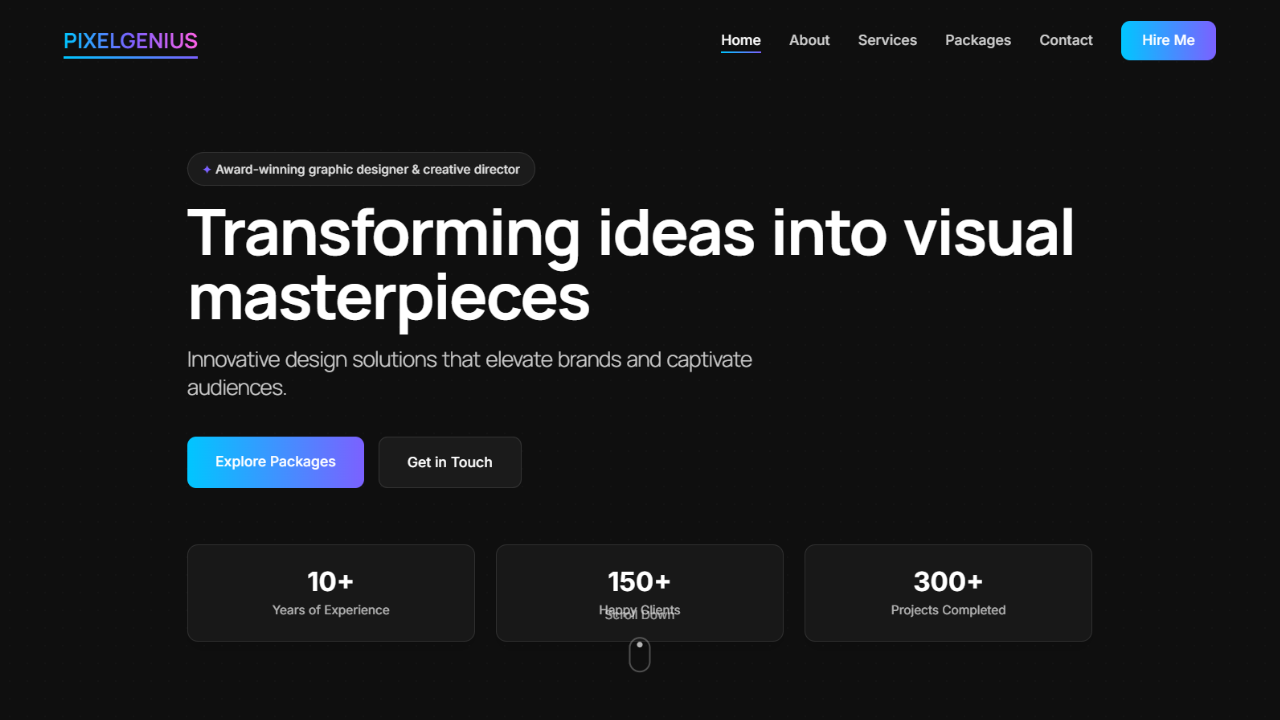 PIXELGENIUS
Home
About
Services
Packages
Contact
Hire Me
✦ Award-winning graphic designer & creative director
Transforming ideas into visual
masterpieces
Innovative design solutions that elevate brands and captivate
audiences.
Explore Packages
Get in Touch
10+
Years of Experience
150+
Happy Clients
Scroll Down
300+
Projects Completed